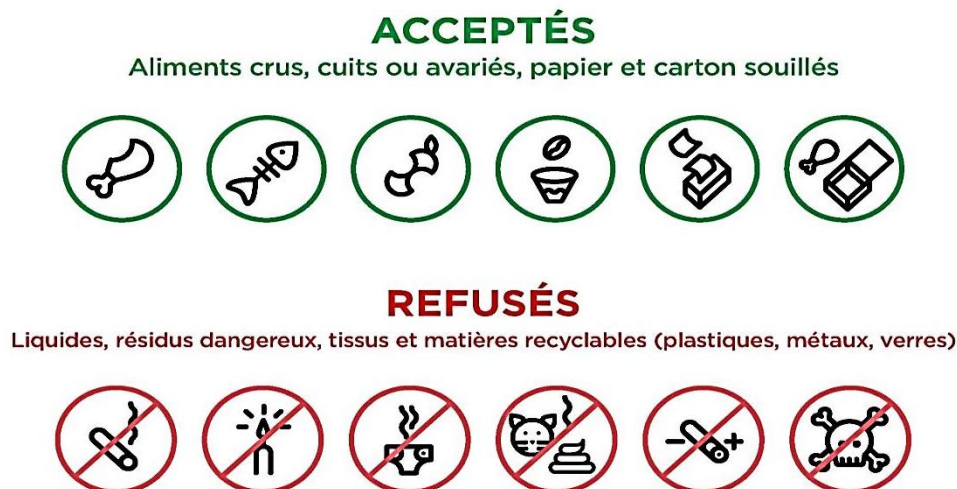 ACCEPTÉS
Aliments crus, cuits ou avariés, papier et carton souillés
REFUSÉS
Liquides, résidus dangereux, tissus et matières recyclables (plastiques, métaux, verres)